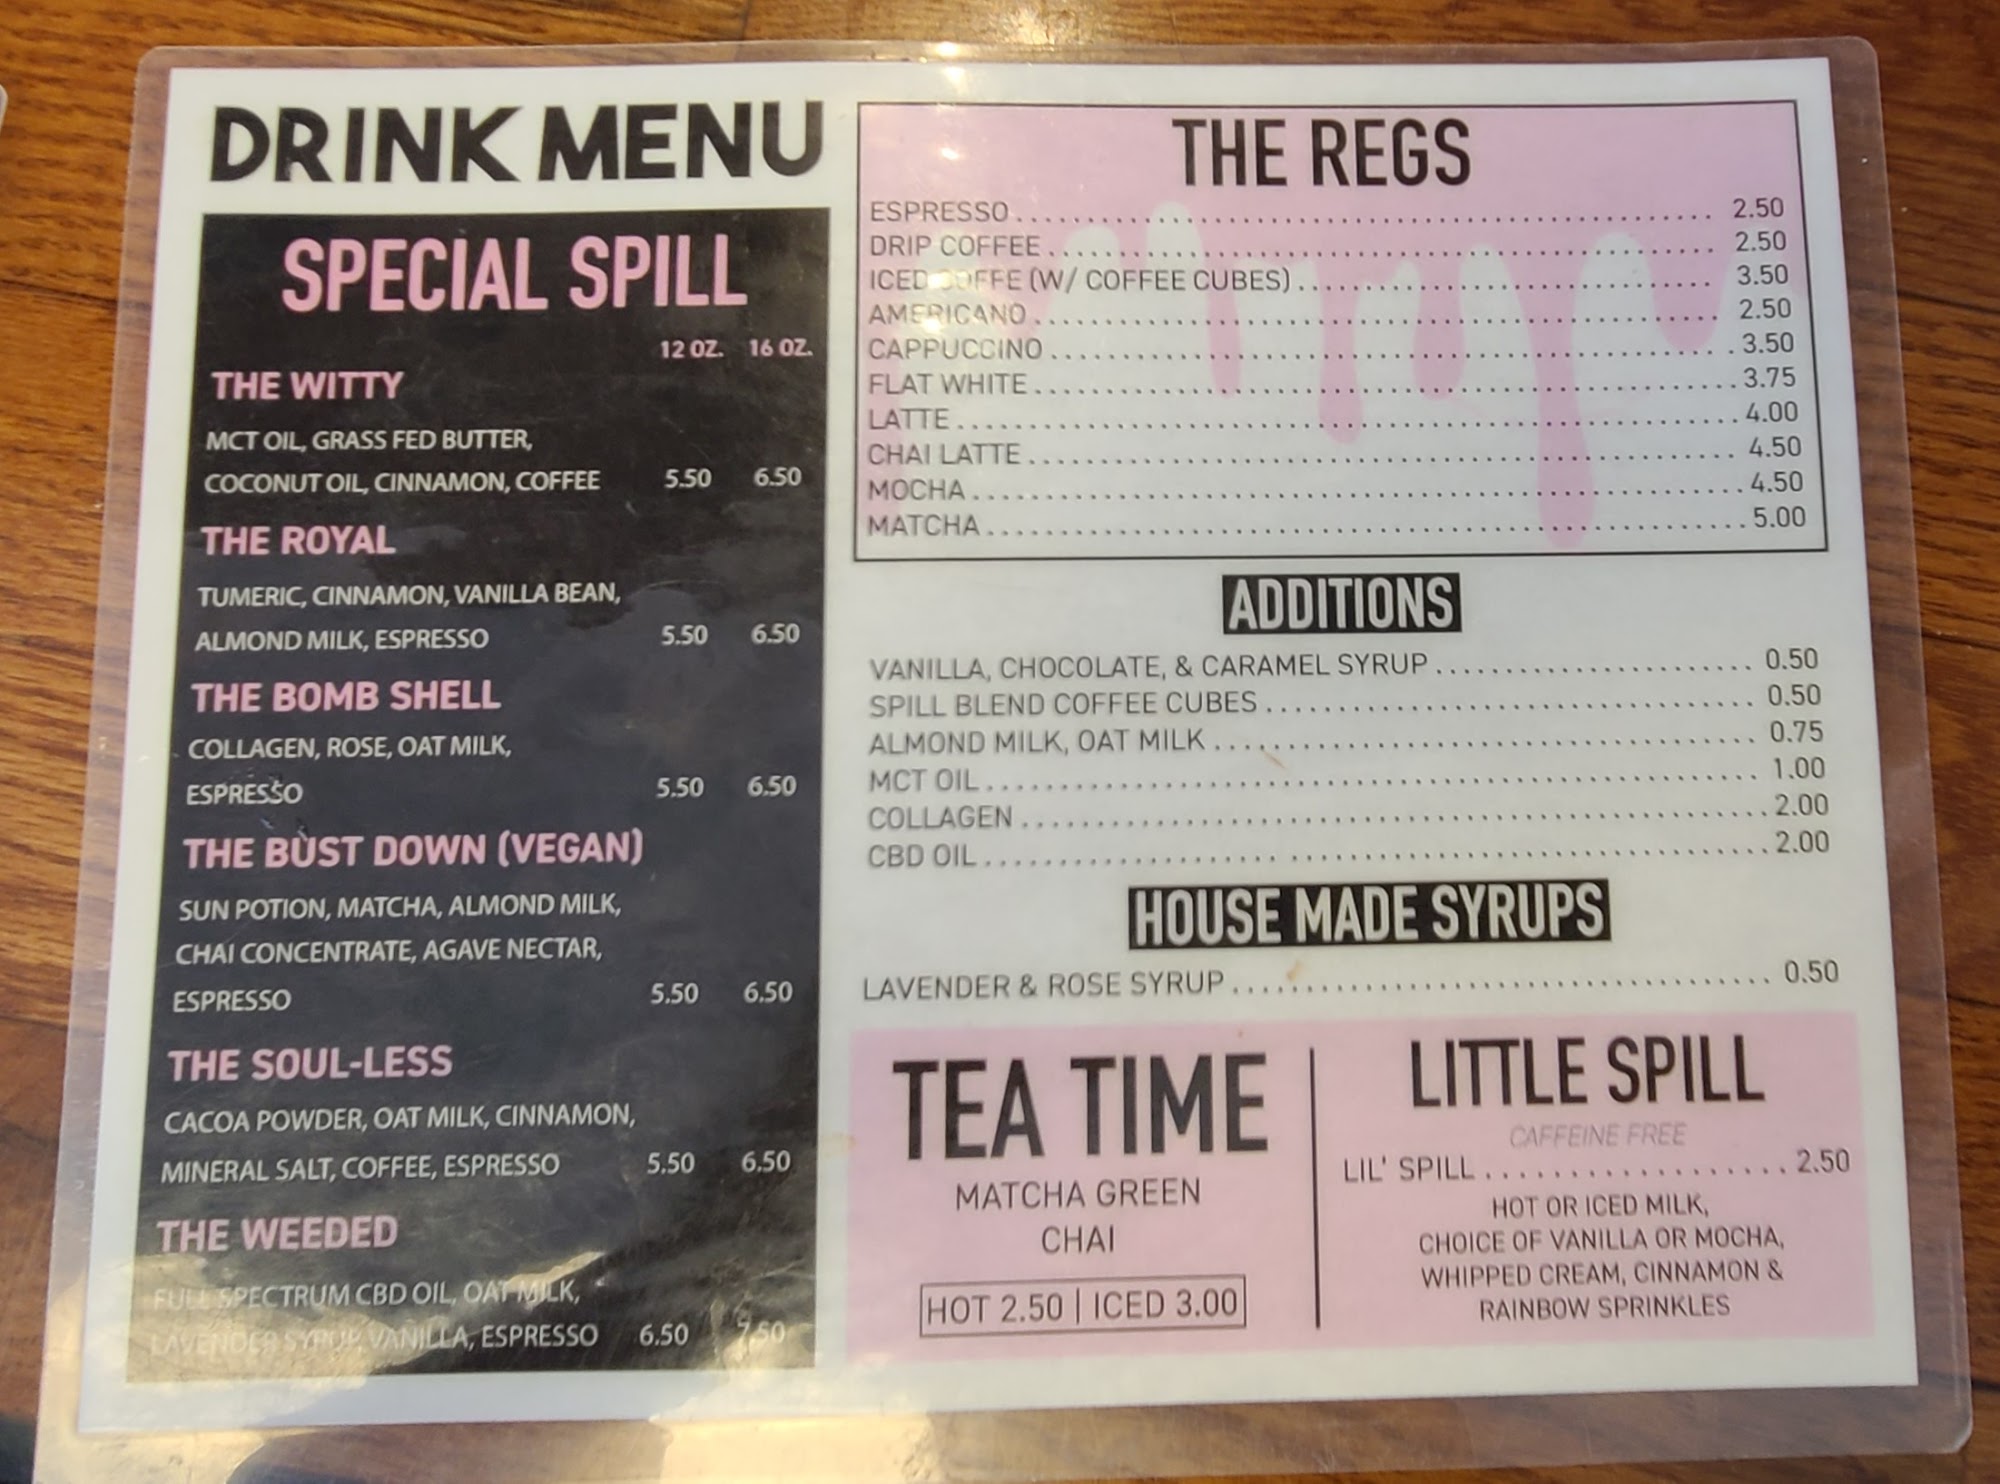 DRINK MENU
SPECIAL SPILL
12 OZ. 16 OZ.
THE WITTY
MCT OIL, GRASS FED BUTTER,
COCONUT OIL, CINNAMON, COFFEE 5.50 6.50
THE ROYAL
TUMERIC, CINNAMON, VANILLA BEAN,
ALMOND MILK, ESPRESSO 5.50 6.50
THE BOMB SHELL
COLLAGEN, ROSE, OAT MILK,
ESPRESSO 5.50 6.50
THE BUST DOWN (VEGAN)
SUN POTION, MATCHA, ALMOND MILK,
CHAI CONCENTRATE, AGAVE NECTAR,
ESPRESSO 5.50 6.50
THE SOUL-LESS
CACOA POWDER, OAT MILK, CINNAMON,
MINERAL SALT, COFFEE, ESPRESSO 5.50 6.50
THE WEEDED
FULL SPECTRUM CBD OIL, OAT MILK,
LAVENDER SYRUP, VANILLA, ESPRESSO 6.50 7.50
THE REGS
ESPRESSO 2.50
DRIP COFFEE 2.50
ICED COFFE (W/ COFFEE CUBES) 3.50
AMERICANO 2.50
CAPPUCCINO 3.50
FLAT WHITE 3.75
LATTE 4.00
CHAI LATTE 4.50
MOCHA 4.50
MATCHA 5.00
ADDITIONS
VANILLA, CHOCOLATE, & CARAMEL SYRUP 0.50
SPILL BLEND COFFEE CUBES 0.50
ALMOND MILK, OAT MILK 0.75
MCT OIL 1.00
COLLAGEN 2.00
CBD OIL 2.00
HOUSE MADE SYRUPS
LAVENDER & ROSE SYRUP 0.50
TEA TIME
MATCHA GREEN
CHAI
HOT 2.50 | ICED 3.00
LITTLE SPILL
CAFFEINE FREE
LIL' SPILL 2.50
HOT OR ICED MILK,
CHOICE OF VANILLA OR MOCHA,
WHIPPED CREAM, CINNAMON &
RAINBOW SPRINKLES